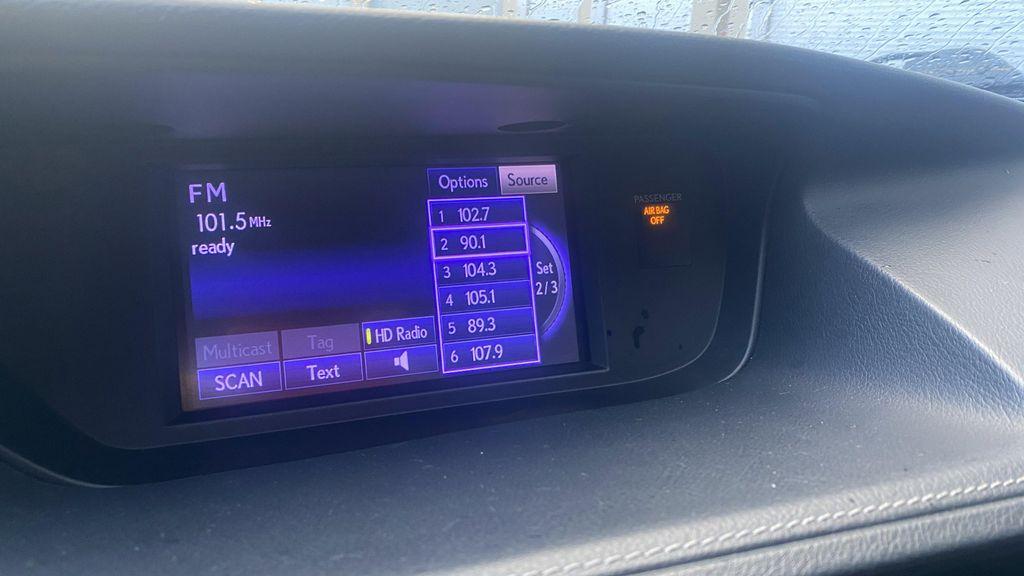 FM
101.5 MHz
ready
Options
Source
1 102.7
2 90.1
3 104.3
4 105.1
5 89.3
6 107.9
Set
2/3
Multicast
Tag
HD Radio
SCAN
Text
PASSENGER
AIR BAG
OFF